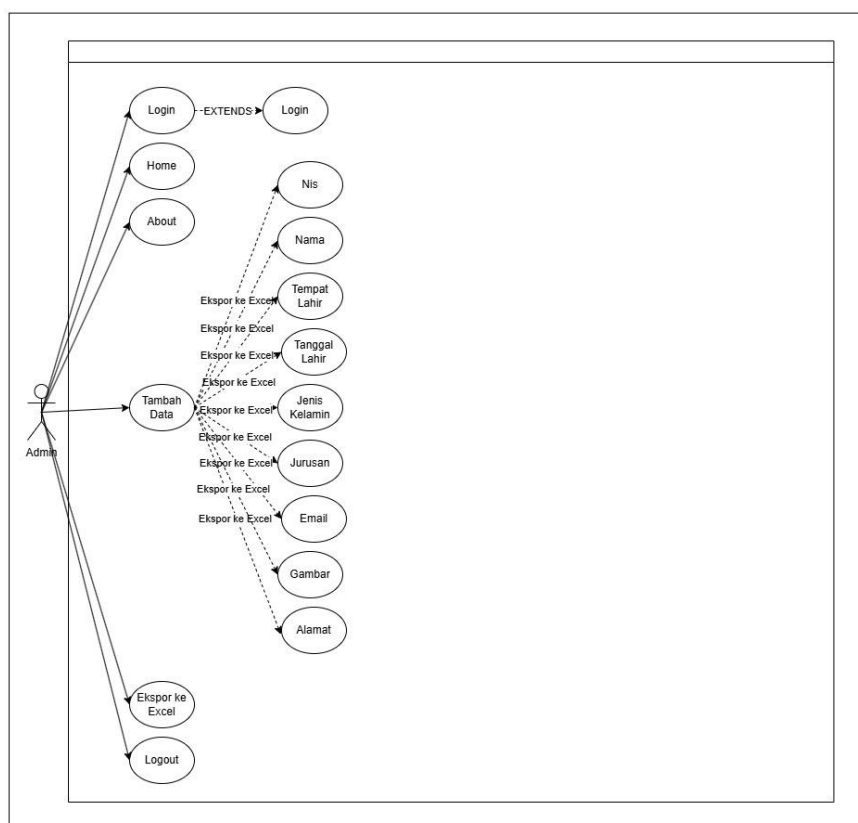 Login
EXTENDS
Login
Home
About
Nis
Nama
Tempat
Lahir
Ekspor ke Excel
Ekspor ke Excel
Tanggal
Lahir
Ekspor ke Excel
Ekspor ke Excel
Admin
Tambah
Data
Ekspor ke Excel
Jenis
Kelamin
Ekspor ke Excel
Jurusan
Ekspor ke Excel
Ekspor ke Excel
Email
Ekspor ke Excel
Gambar
Alamat
Ekspor ke
Excel
Logout